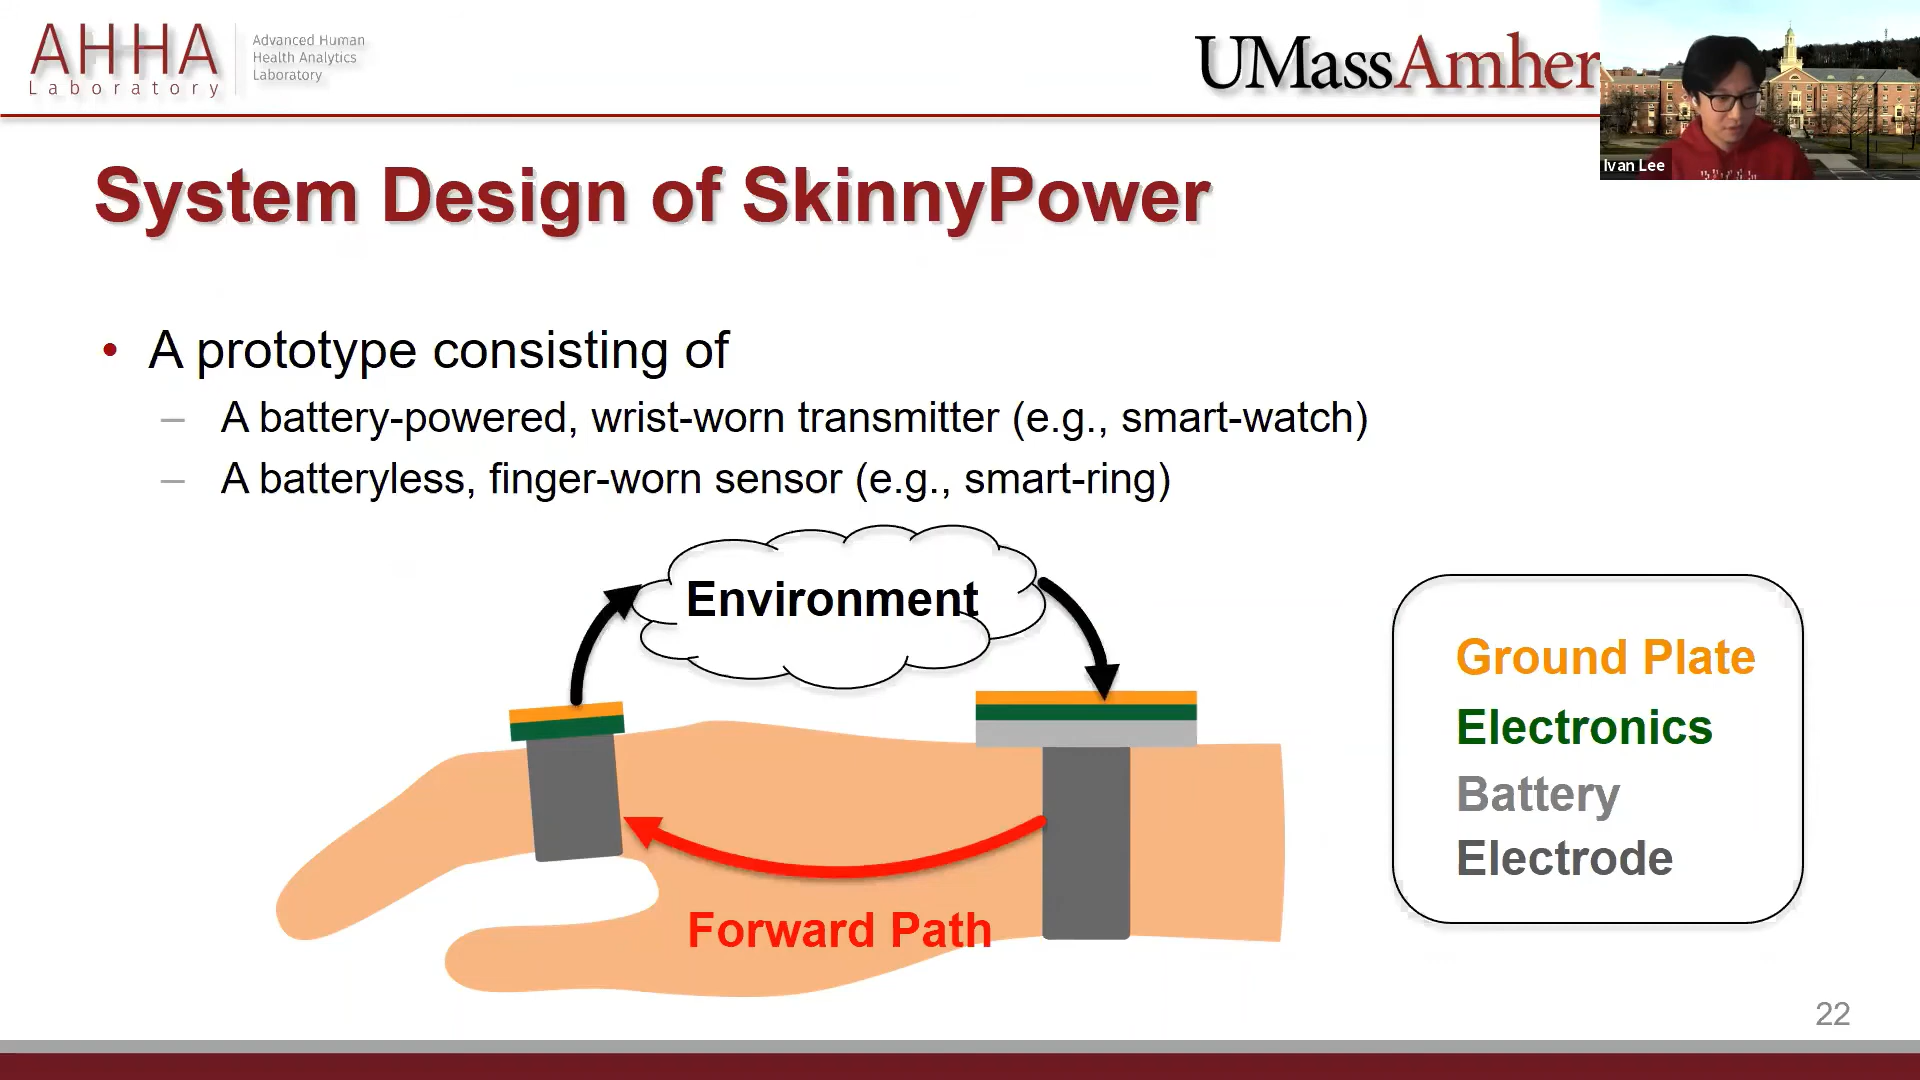 AHHA
Laboratory
Advanced Human
Health Analytics
Laboratory
UMassAmher
Ivan Lee
System Design of SkinnyPower
• A prototype consisting of
– A battery-powered, wrist-worn transmitter (e.g., smart-watch)
– A batteryless, finger-worn sensor (e.g., smart-ring)
Environment
Forward Path
Ground Plate
Electronics
Battery
Electrode
22